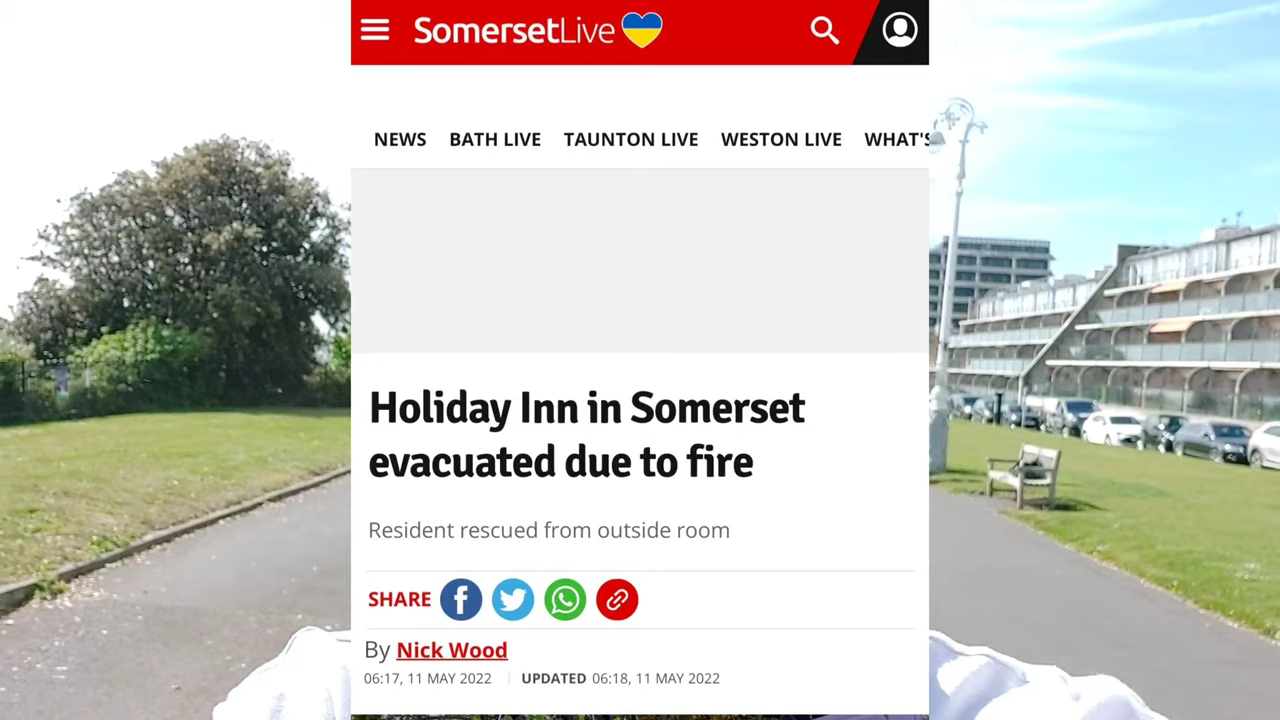 SomersetLive
NEWS BATH LIVE TAUNTON LIVE WESTON LIVE WHAT'S
Holiday Inn in Somerset
evacuated due to fire
Resident rescued from outside room
SHARE
By Nick Wood
06:17, 11 MAY 2022 UPDATED 06:18, 11 MAY 2022